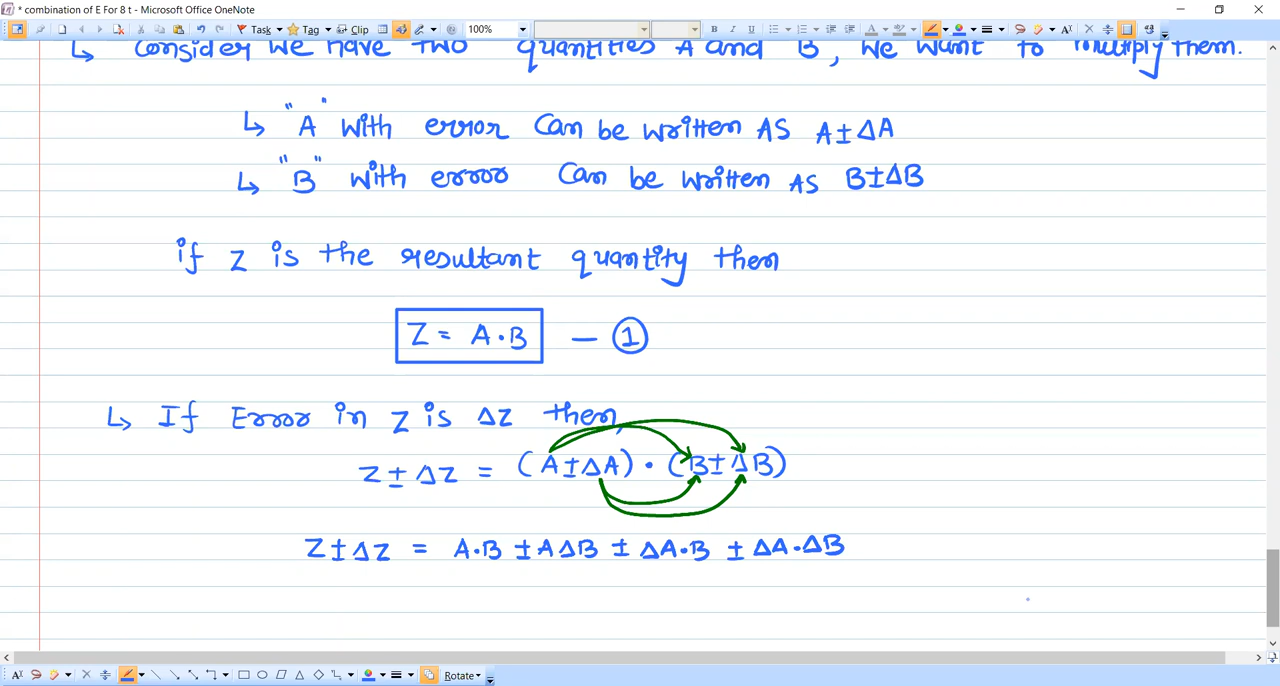 * combination of E For 8 t - Microsoft Office OneNote
Task Tag Clip 100% B I U
↳ Consider we have two quantities A and B, we want to multiply them.
↳ "A" with error can be written AS A±ΔA
↳ "B" with error can be written AS B±ΔB
if Z is the resultant quantity then
Z = A·B — ①
↳ If Error in Z is ΔZ then,
Z ± ΔZ = (A±ΔA)·(B±ΔB)
Z±ΔZ = A·B ± AΔB ± ΔA·B ± ΔA·ΔB
Rotate